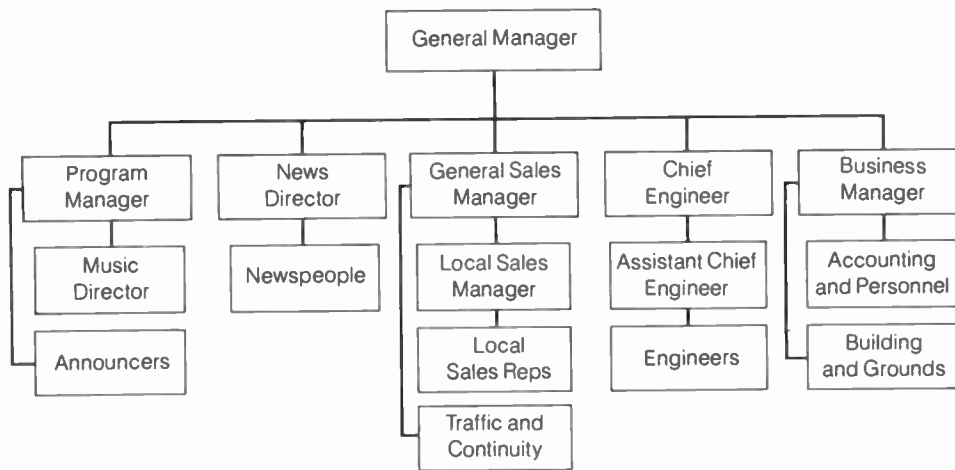 General Manager
Program
Manager
News
Director
General Sales
Manager
Chief
Engineer
Business
Manager
Music
Director
Newspeople
Local Sales
Manager
Assistant Chief
Engineer
Accounting
and Personnel
Announcers
Local
Sales Reps
Engineers
Building
and Grounds
Traffic and
Continuity